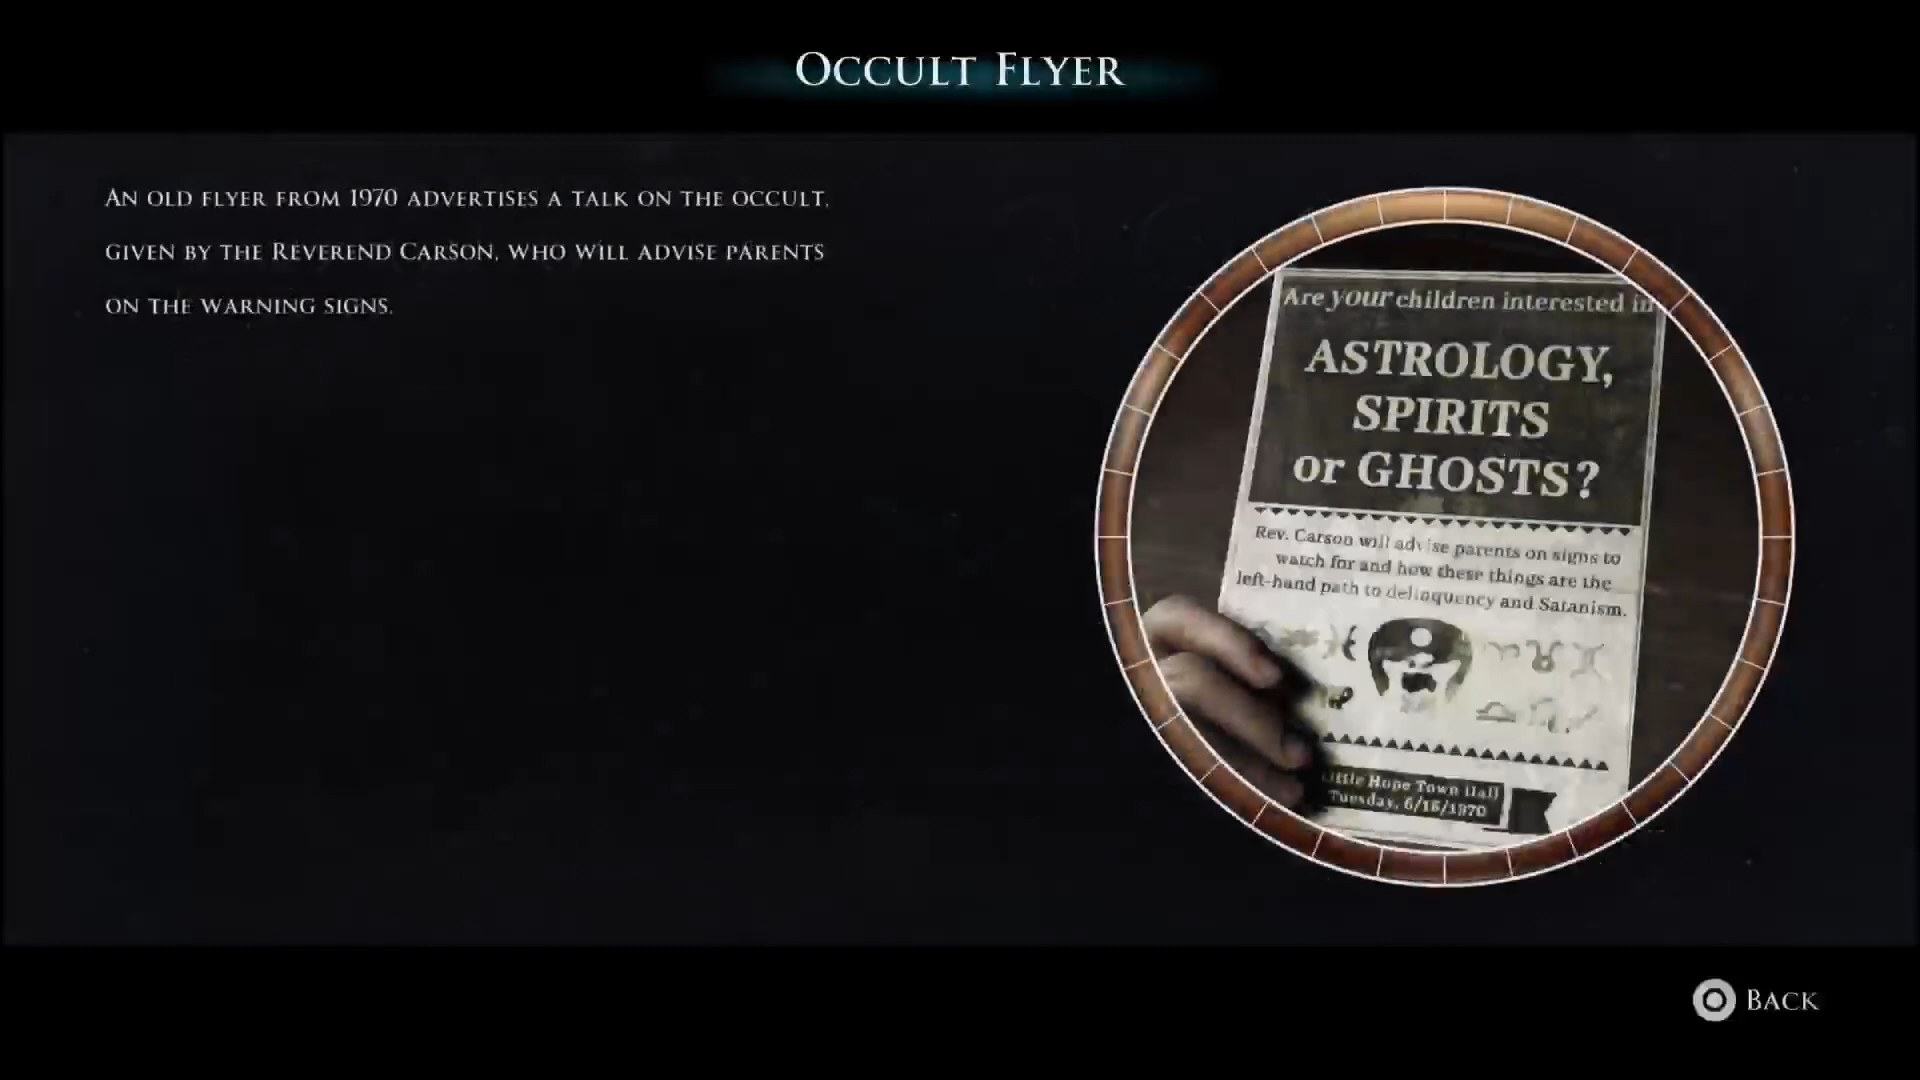 Occult Flyer
An old flyer from 1970 advertises a talk on the occult,
given by the Reverend Carson, who will advise parents
on the warning signs.
Are your children interested in
ASTROLOGY,
SPIRITS
or GHOSTS?
Rev. Carson will advise parents on signs to
watch for and how these things are the
left-hand path to delinquency and Satanism.
Little Hope Town Hall
Tuesday, 6/16/1970
Back